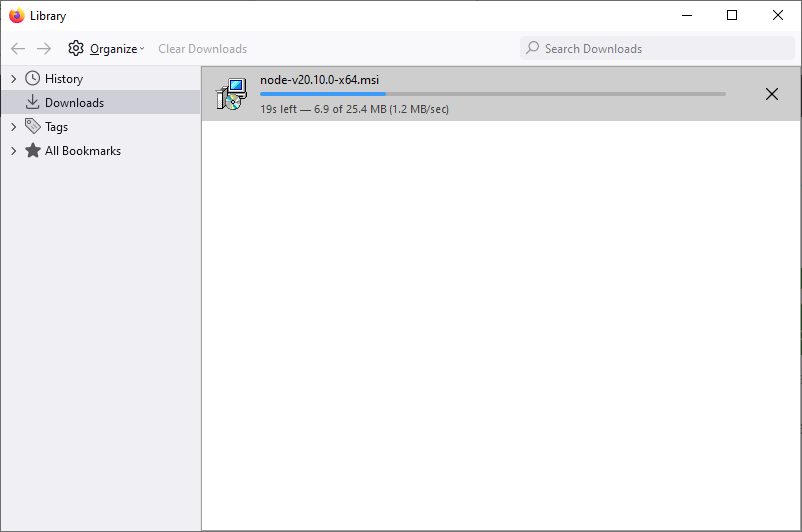 Library
Organize
Clear Downloads
Search Downloads
History
Downloads
Tags
All Bookmarks
node-v20.10.0-x64.msi
19s left — 6.9 of 25.4 MB (1.2 MB/sec)